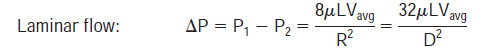 Laminar flow: ΔP = P₁ − P₂ = 8μLV_avg / R² = 32μLV_avg / D²